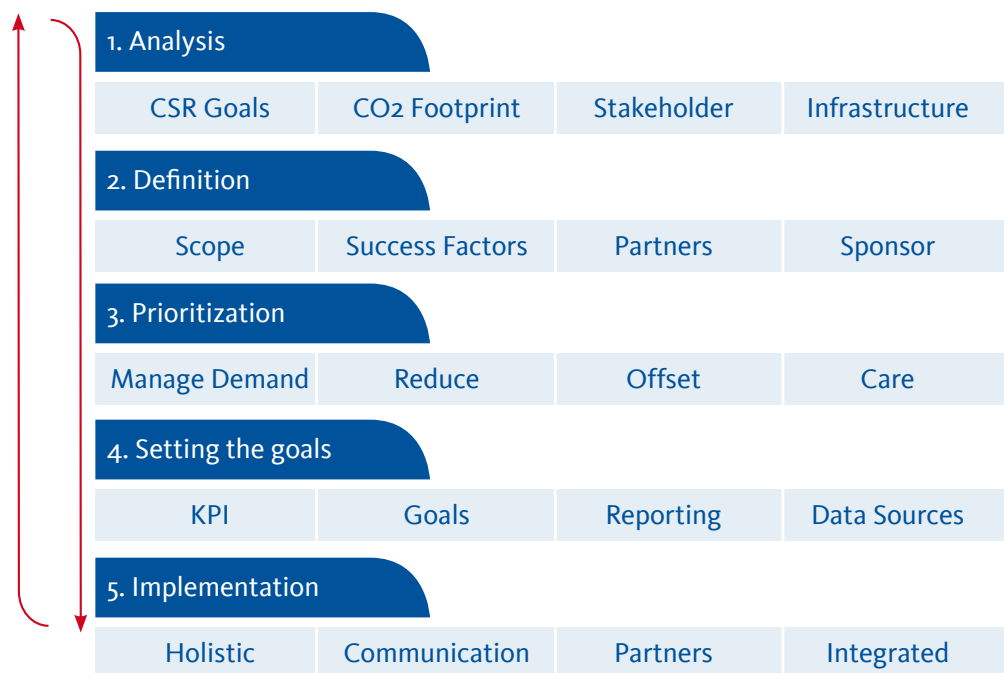 1. Analysis
CSR Goals CO2 Footprint Stakeholder Infrastructure
2. Definition
Scope Success Factors Partners Sponsor
3. Prioritization
Manage Demand Reduce Offset Care
4. Setting the goals
KPI Goals Reporting Data Sources
5. Implementation
Holistic Communication Partners Integrated